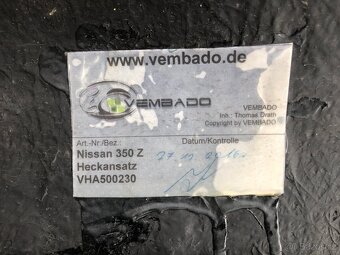 www.vembado.de
VEMBADO
VEMBADO
Inh.: Thomas Dram
Copyright by VEMBADO
Art.-Nr./Bez.:
Datum/Kontrolle
Nissan 350 Z
Heckansatz
VHA500230